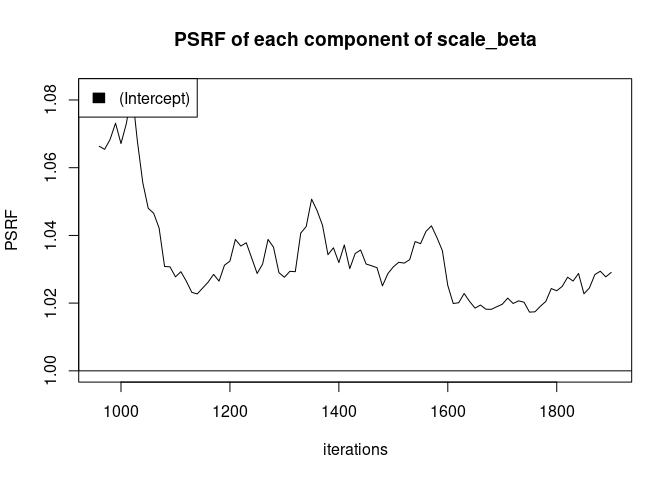 PSRF of each component of scale_beta
(Intercept)
PSRF
1.08
1.06
1.04
1.02
1.00
1000 1200 1400 1600 1800
iterations